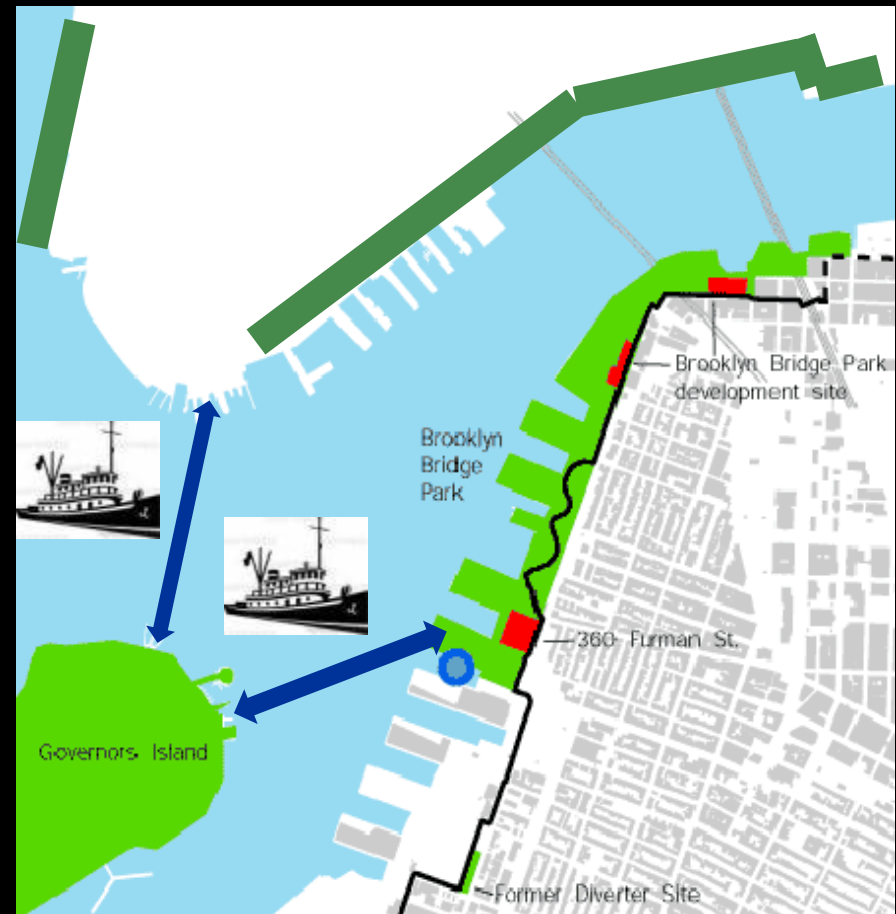 Brooklyn Bridge Park
development site
Brooklyn
Bridge
Park
360 Furman St.
Governors Island
Former Diverter Site